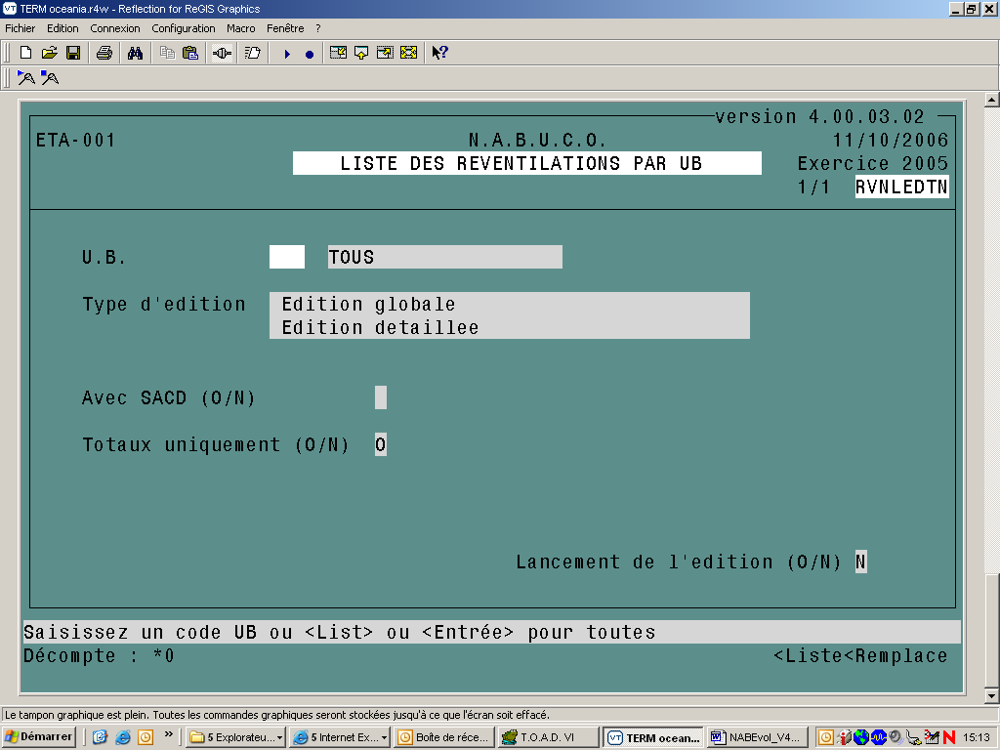 TERM oceania.r4w - Reflection for ReGIS Graphics
Fichier Edition Connexion Configuration Macro Fenêtre ?
version 4.00.03.02
ETA-001 N.A.B.U.C.O. 11/10/2006
LISTE DES REVENTILATIONS PAR UB Exercice 2005
1/1 RVNLEDTN
U.B. TOUS
Type d'edition Edition globale
Edition detaillee
Avec SACD (O/N)
Totaux uniquement (O/N) O
Lancement de l'edition (O/N) N
Saisissez un code UB ou <List> ou <Entrée> pour toutes
Décompte : *0 <Liste<Remplace
Le tampon graphique est plein. Toutes les commandes graphiques seront stockées jusqu'à ce que l'écran soit effacé.
Démarrer » 5 Explorateu... 5 Internet Ex... Boîte de réce... T.O.A.D. VI TERM ocean... NABEvol_V4... 15:13